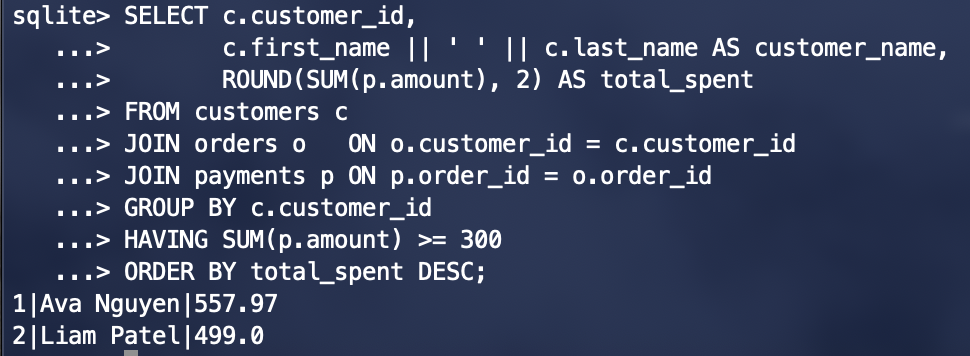 sqlite> SELECT c.customer_id,
   ...>        c.first_name || ' ' || c.last_name AS customer_name,
   ...>        ROUND(SUM(p.amount), 2) AS total_spent
   ...> FROM customers c
   ...> JOIN orders o   ON o.customer_id = c.customer_id
   ...> JOIN payments p ON p.order_id = o.order_id
   ...> GROUP BY c.customer_id
   ...> HAVING SUM(p.amount) >= 300
   ...> ORDER BY total_spent DESC;
1|Ava Nguyen|557.97
2|Liam Patel|499.0